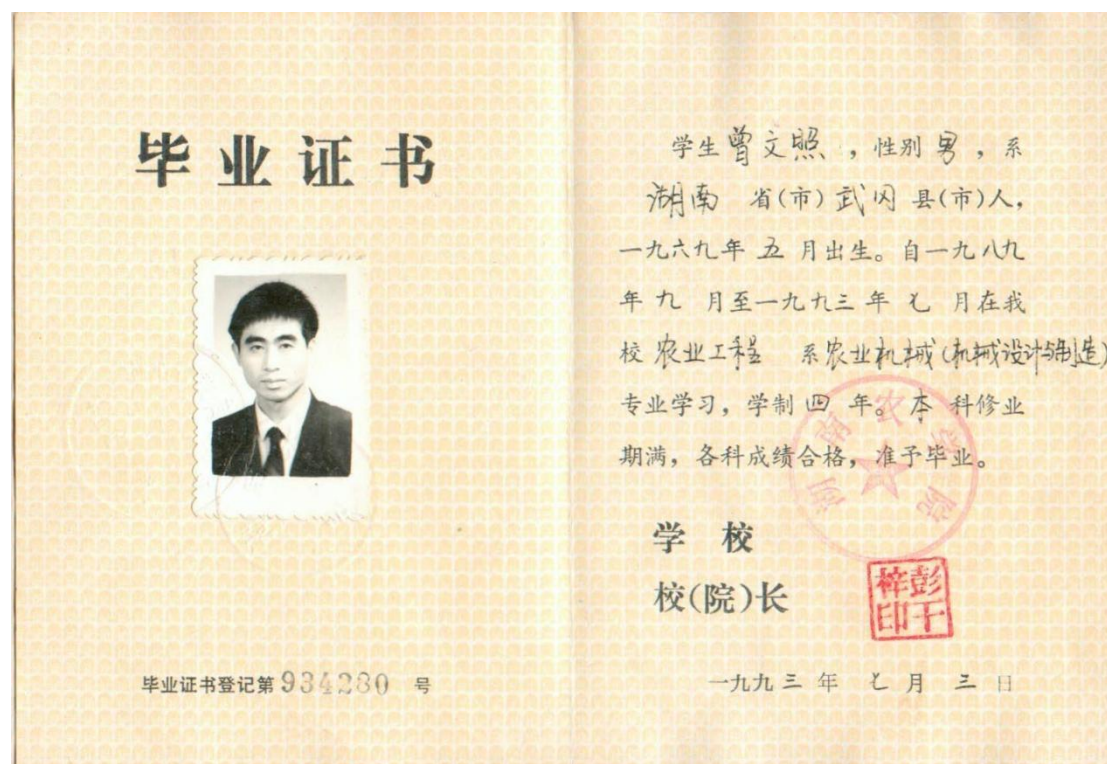 毕业证书
毕业证书登记第934280号
学生曾文照，性别男，系
湖南 省(市)武冈县(市)人，
一九六九年五月出生。自一九八九
年九月至一九九三年七月在我
校农业工程 系农业机械(机械设计与制造)
专业学习，学制四年。本科修业
期满，各科成绩合格，准予毕业。
湖南农学院
学校
校(院)长
彭干
梓印
一九九三年七月三日